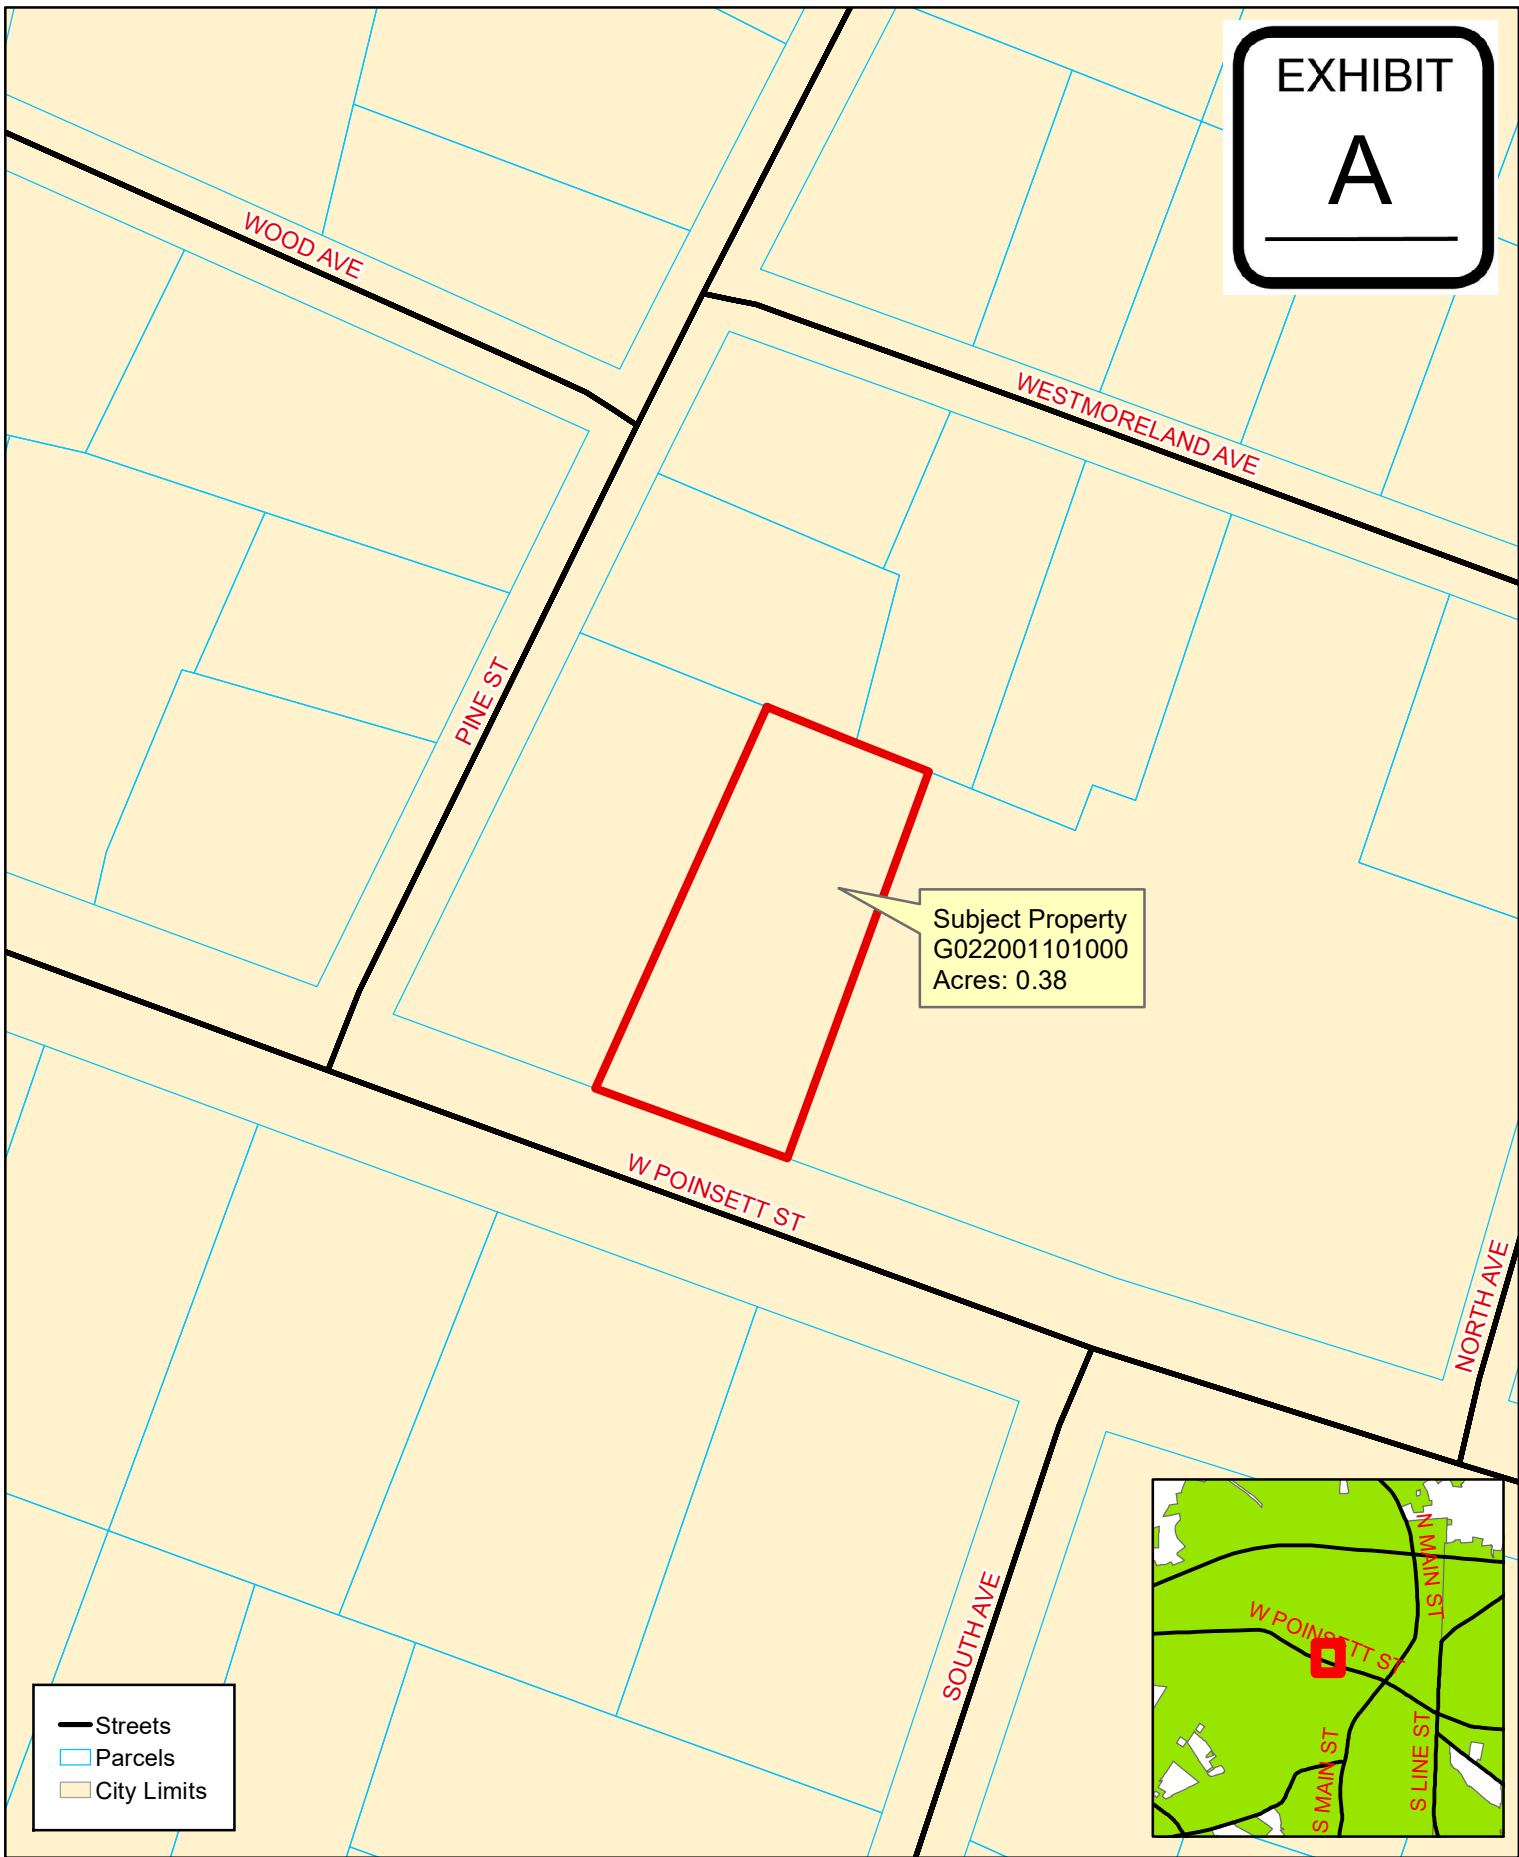 EXHIBIT
A
WOOD AVE
WESTMORELAND AVE
PINE ST
Subject Property
G022001101000
Acres: 0.38
W POINSETT ST
NORTH AVE
SOUTH AVE
Streets
Parcels
City Limits
N MAIN ST
W POINSETT ST
S MAIN ST
S LINE ST